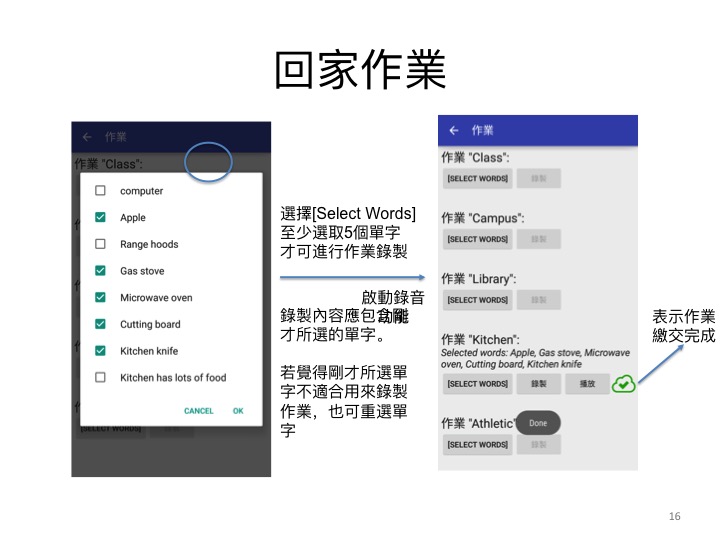 回家作業
作業
作業 "Class":
computer
Apple
Range hoods
Gas stove
Microwave oven
Cutting board
Kitchen knife
Kitchen has lots of food
CANCEL OK
[SELECT WORDS]
選擇[Select Words]
至少選取5個單字
才可進行作業錄製
啟動錄音
功能
錄製內容應包含剛
才所選的單字。
若覺得剛才所選單
字不適合用來錄製
作業，也可重選單
字
作業
作業 "Class":
[SELECT WORDS] 錄製
作業 "Campus":
[SELECT WORDS] 錄製
作業 "Library":
[SELECT WORDS] 錄製
作業 "Kitchen":
Selected words: Apple, Gas stove, Microwave
oven, Cutting board, Kitchen knife
[SELECT WORDS] 錄製 播放
作業 "Athletic"
Done
[SELECT WORDS] 錄製
表示作業
繳交完成
16